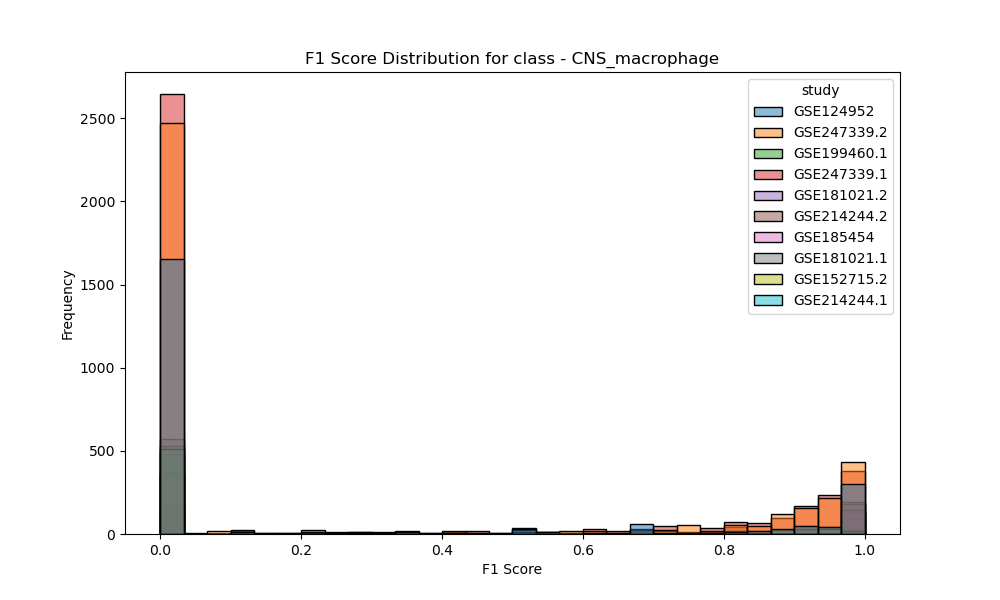 F1 Score Distribution for class - CNS_macrophage
study
GSE124952
GSE247339.2
GSE199460.1
GSE247339.1
GSE181021.2
GSE214244.2
GSE185454
GSE181021.1
GSE152715.2
GSE214244.1
Frequency
2500
2000
1500
1000
500
0
0.0 0.2 0.4 0.6 0.8 1.0
F1 Score